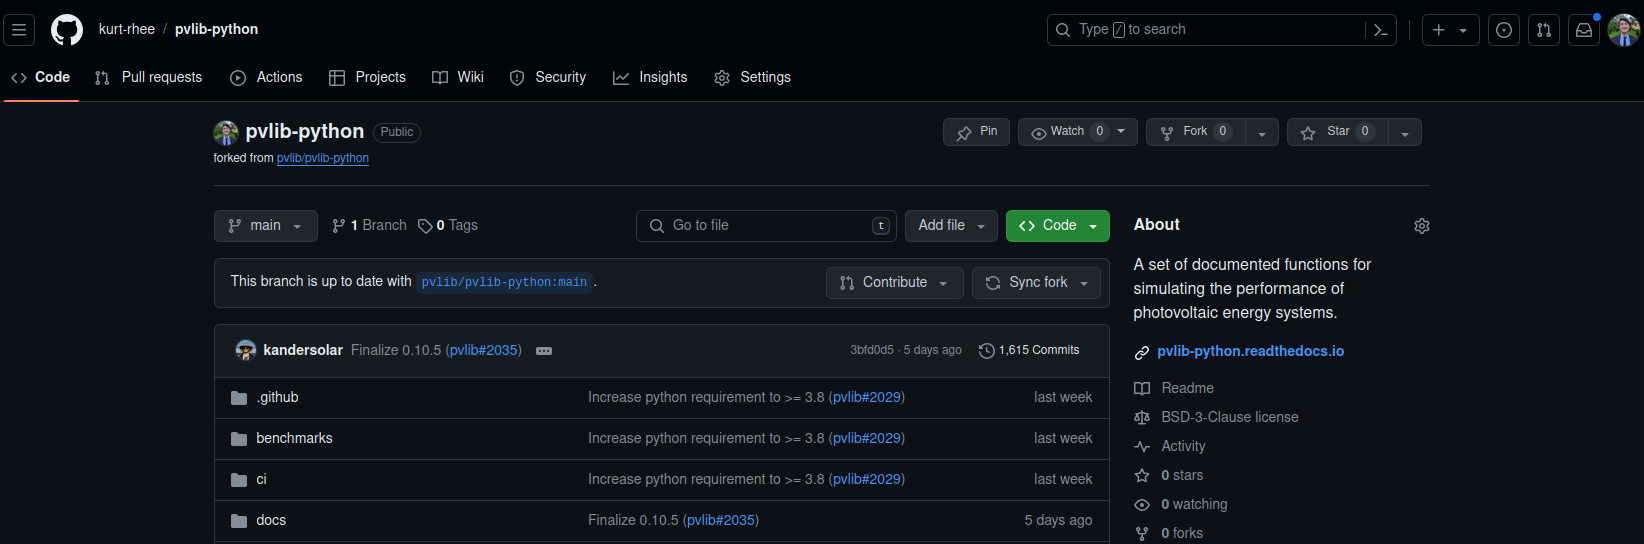 kurt-rhee / pvlib-python
Type / to search
Code Pull requests Actions Projects Wiki Security Insights Settings
pvlib-python Public
forked from pvlib/pvlib-python
Pin Watch 0 Fork 0 Star 0
main 1 Branch 0 Tags Go to file t Add file Code
This branch is up to date with pvlib/pvlib-python:main .
Contribute Sync fork
kandersolar Finalize 0.10.5 (pvlib#2035) 3bfd0d5 · 5 days ago 1,615 Commits
.github Increase python requirement to >= 3.8 (pvlib#2029) last week
benchmarks Increase python requirement to >= 3.8 (pvlib#2029) last week
ci Increase python requirement to >= 3.8 (pvlib#2029) last week
docs Finalize 0.10.5 (pvlib#2035) 5 days ago
About
A set of documented functions for
simulating the performance of
photovoltaic energy systems.
pvlib-python.readthedocs.io
Readme
BSD-3-Clause license
Activity
0 stars
0 watching
0 forks